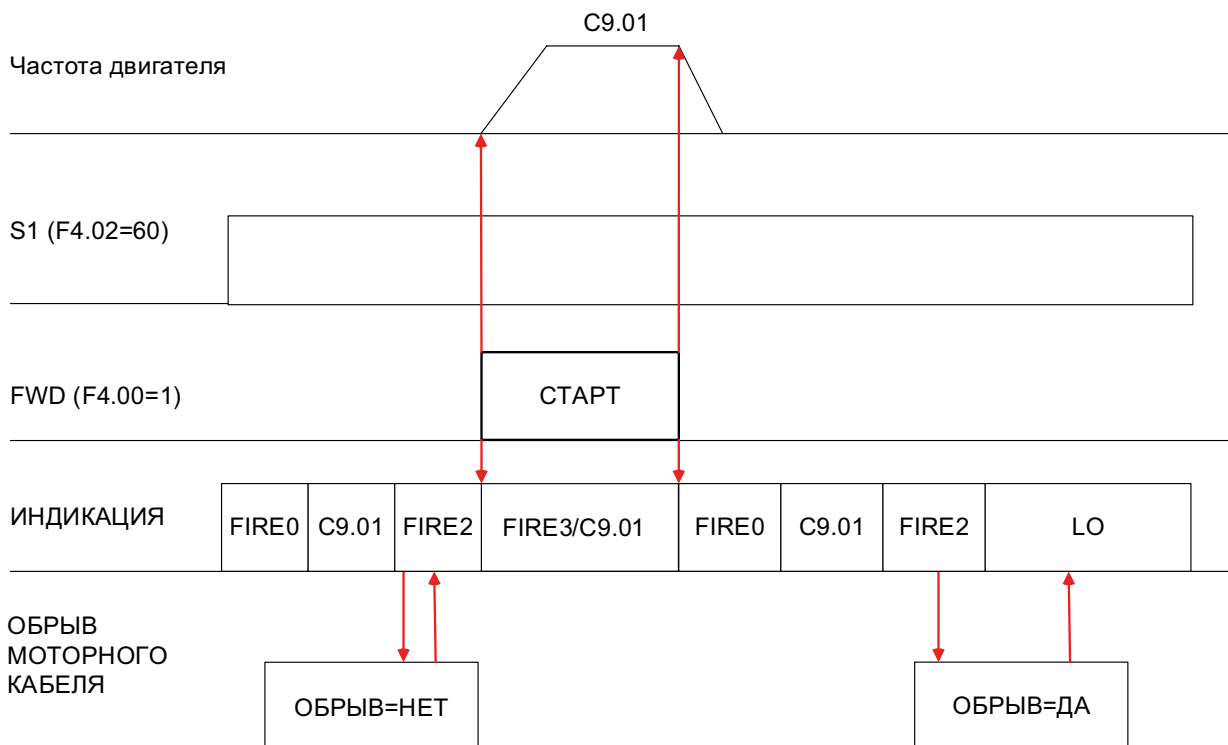 C9.01
Частота двигателя
S1 (F4.02=60)
FWD (F4.00=1)
СТАРТ
ИНДИКАЦИЯ
FIRE0
C9.01
FIRE2
FIRE3/C9.01
FIRE0
C9.01
FIRE2
LO
ОБРЫВ
МОТОРНОГО
КАБЕЛЯ
ОБРЫВ=НЕТ
ОБРЫВ=ДА